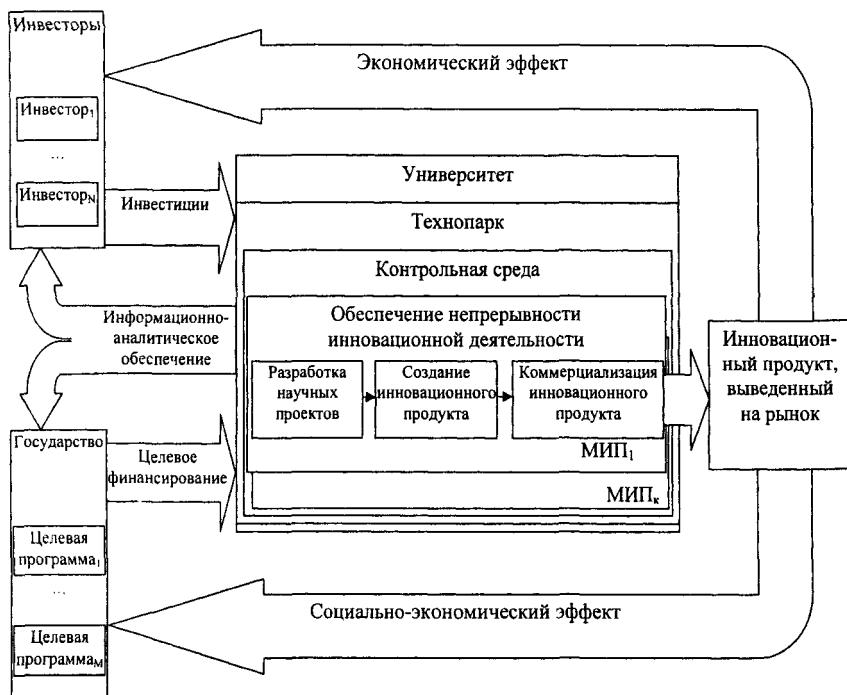 Инвесторы
Экономический эффект
Инвестор₁
...
Инвестор_N
Инвестиции
Университет
Технопарк
Контрольная среда
Обеспечение непрерывности
инновационной деятельности
Информационно-
аналитическое
обеспечение
Разработка
научных
проектов
Создание
инновационного
продукта
Коммерциализация
инновационного
продукта
Инновацион-
ный продукт,
выведенный
на рынок
МИП₁
МИПк
Государство
Целевое
финансирование
Целевая
программа₁
...
Целевая
программа_M
Социально-экономический эффект